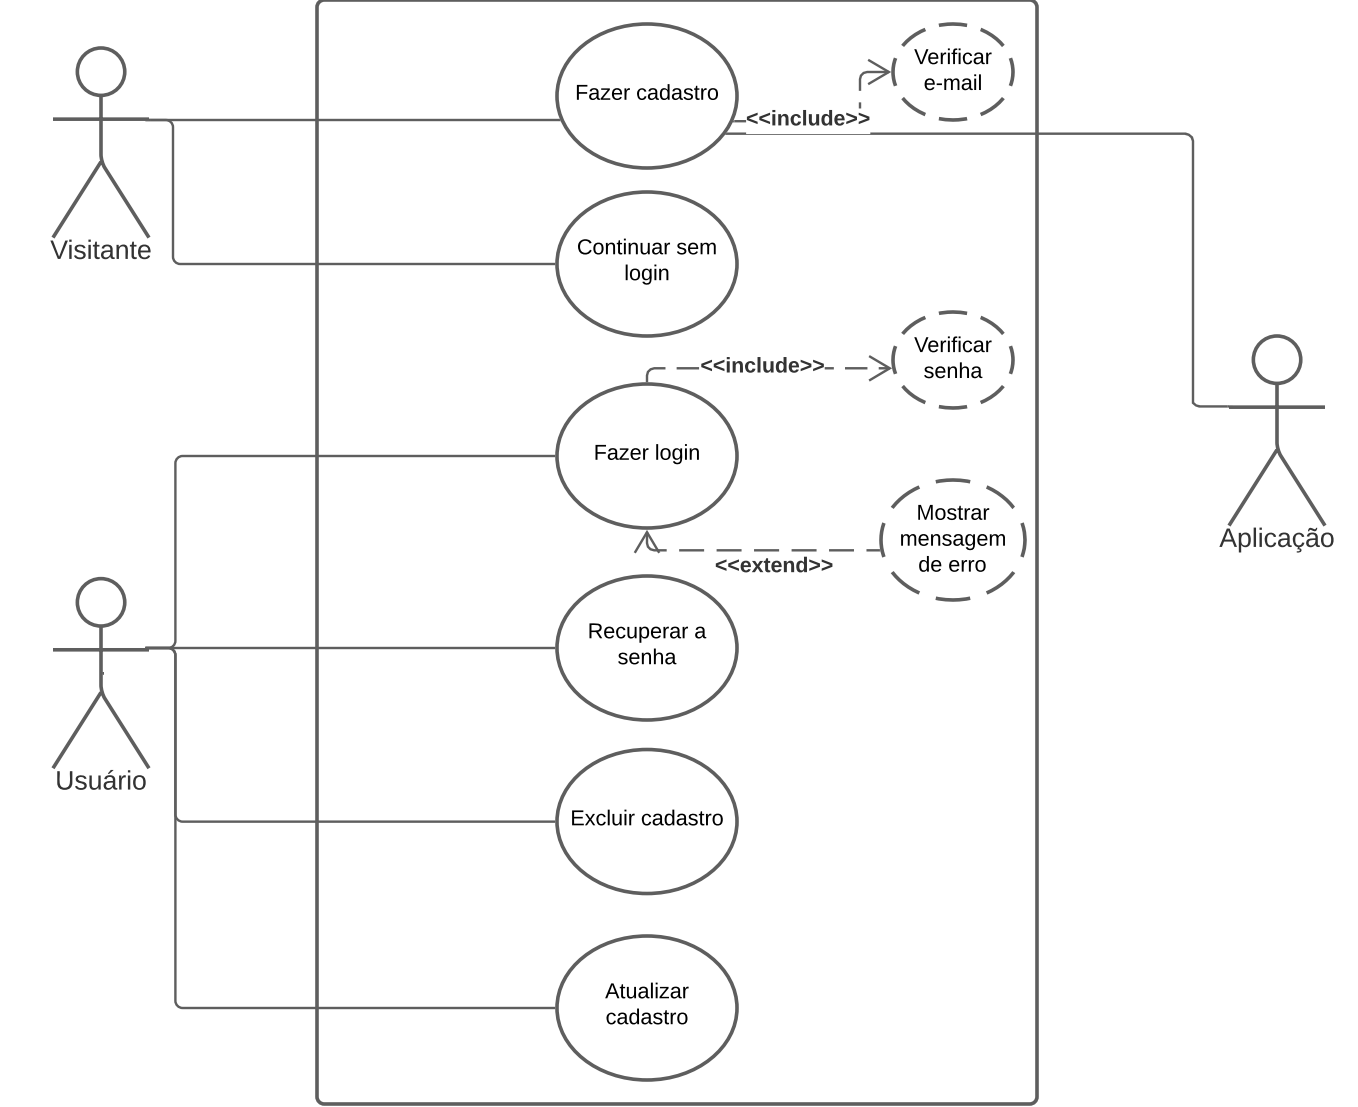 Fazer cadastro
Verificar
e-mail
<<include>>
Visitante
Continuar sem
login
<<include>>
Verificar
senha
Fazer login
Mostrar
mensagem
de erro
<<extend>>
Aplicação
Recuperar a
senha
Usuário
Excluir cadastro
Atualizar
cadastro